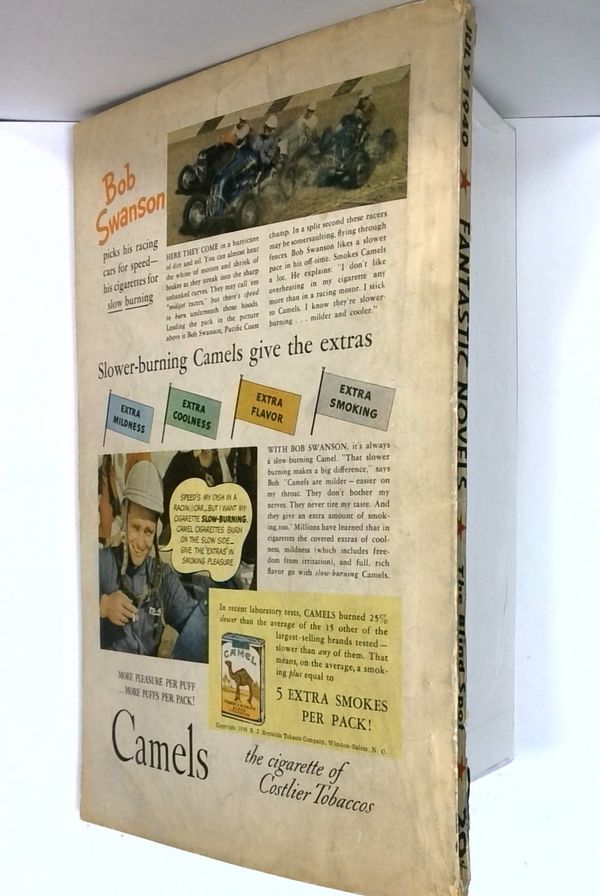 Bob
Swanson
picks his racing
cars for speed—
his cigarettes for
slow burning
HERE THEY COME in a hurricane
of dirt and oil. You can almost hear
the whine of motors and shriek of
brakes as they streak into the sharp
unbanked curves. They may call 'em
"midget racers," but there's speed
to burn underneath those hoods.
Leading the pack in the picture
above is Bob Swanson, Pacific Coast
champ. In a split second these racers
may be somersaulting, flying through
fences. Bob Swanson likes a slower
pace in his off-time. Smokes Camels
a lot. He explains: "I don't like
overheating in my cigarette any
more than in a racing motor. I stick
to Camels. I know they're slower-
burning . . . milder and cooler."
Slower-burning Camels give the extras
EXTRA
MILDNESS
EXTRA
COOLNESS
EXTRA
FLAVOR
EXTRA
SMOKING
WITH BOB SWANSON, it's always
a slow-burning Camel. "That slower
burning makes a big difference," says
Bob "Camels are milder—easier on
my throat. They don't bother my
nerves. They never tire my taste. And
they give an extra amount of smok-
ing, too." Millions have learned that in
cigarettes the coveted extras of cool-
ness, mildness (which includes free-
dom from irritation), and full, rich
flavor go with slow-burning Camels.
SPEED'S MY DISH IN A
RACING CAR...BUT I WANT MY
CIGARETTE SLOW-BURNING.
CAMEL CIGARETTES BURN
ON THE SLOW SIDE—
GIVE THE 'EXTRAS' IN
SMOKING PLEASURE
In recent laboratory tests, CAMELS burned 25%
slower than the average of the 15 other of the
largest-selling brands tested—
slower than any of them. That
means, on the average, a smok-
ing plus equal to
5 EXTRA SMOKES
PER PACK!
CAMEL
MORE PLEASURE PER PUFF
...MORE PUFFS PER PACK!
Copyright, 1940, R. J. Reynolds Tobacco Company, Winston-Salem, N. C.
Camels
the cigarette of
Costlier Tobaccos
JULY 1940 ★ FANTASTIC NOVELS ★ The Blind Spot ★